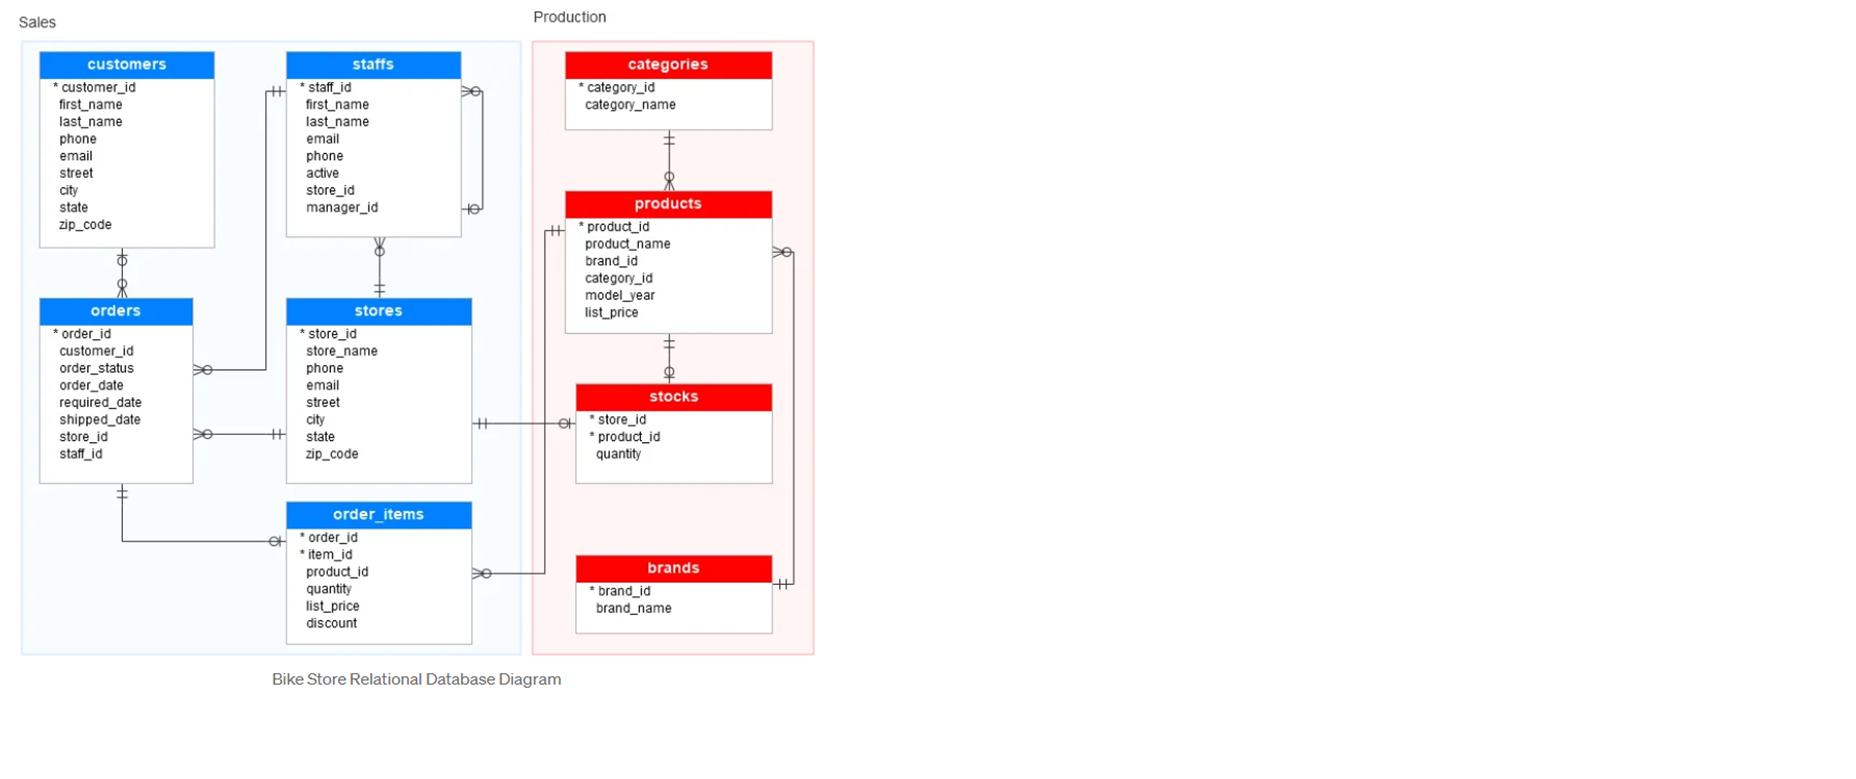 Sales
Production
customers
* customer_id
first_name
last_name
phone
email
street
city
state
zip_code
staffs
* staff_id
first_name
last_name
email
phone
active
store_id
manager_id
categories
* category_id
category_name
products
* product_id
product_name
brand_id
category_id
model_year
list_price
orders
* order_id
customer_id
order_status
order_date
required_date
shipped_date
store_id
staff_id
stores
* store_id
store_name
phone
email
street
city
state
zip_code
stocks
* store_id
* product_id
quantity
order_items
* order_id
* item_id
product_id
quantity
list_price
discount
brands
* brand_id
brand_name
Bike Store Relational Database Diagram